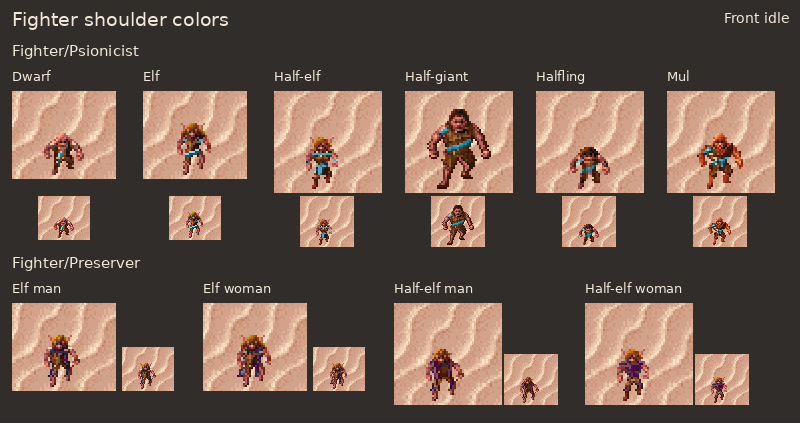 Fighter shoulder colors
Front idle
Fighter/Psionicist
Dwarf
Elf
Half-elf
Half-giant
Halfling
Mul
Fighter/Preserver
Elf man
Elf woman
Half-elf man
Half-elf woman